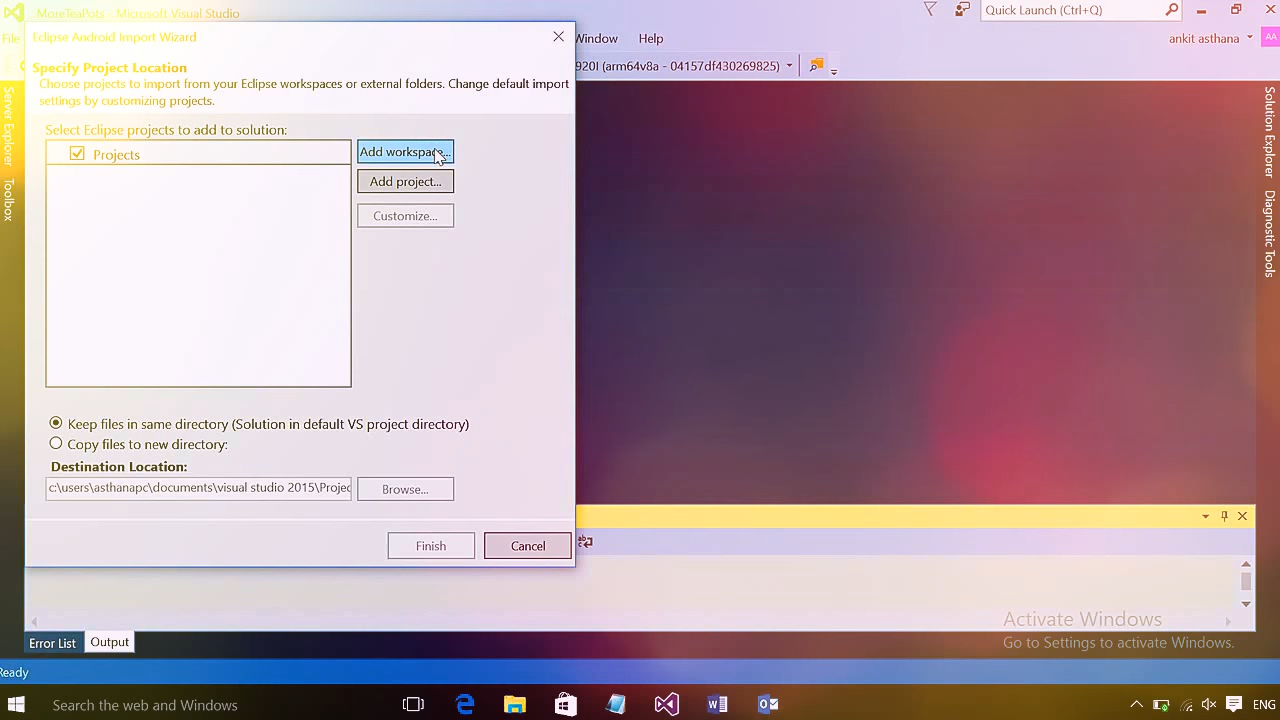 MoreTeaPots - Microsoft Visual Studio
Quick Launch (Ctrl+Q)
File
Window
Help
ankit asthana
AA
Eclipse Android Import Wizard
920I (arm64v8a - 04157df430269825)
Specify Project Location
Choose projects to import from your Eclipse workspaces or external folders. Change default import
settings by customizing projects.
Select Eclipse projects to add to solution:
Projects
Add project...
Customize...
Keep files in same directory (Solution in default VS project directory)
Copy files to new directory:
Destination Location:
c:\users\asthanapc\documents\visual studio 2015\Projec
Browse...
Finish
Cancel
Server Explorer
Toolbox
Solution Explorer
Diagnostic Tools
Add
Error List
Output
Activate Windows
Go to Settings to activate Windows.
Ready
Search the web and Windows
ENG